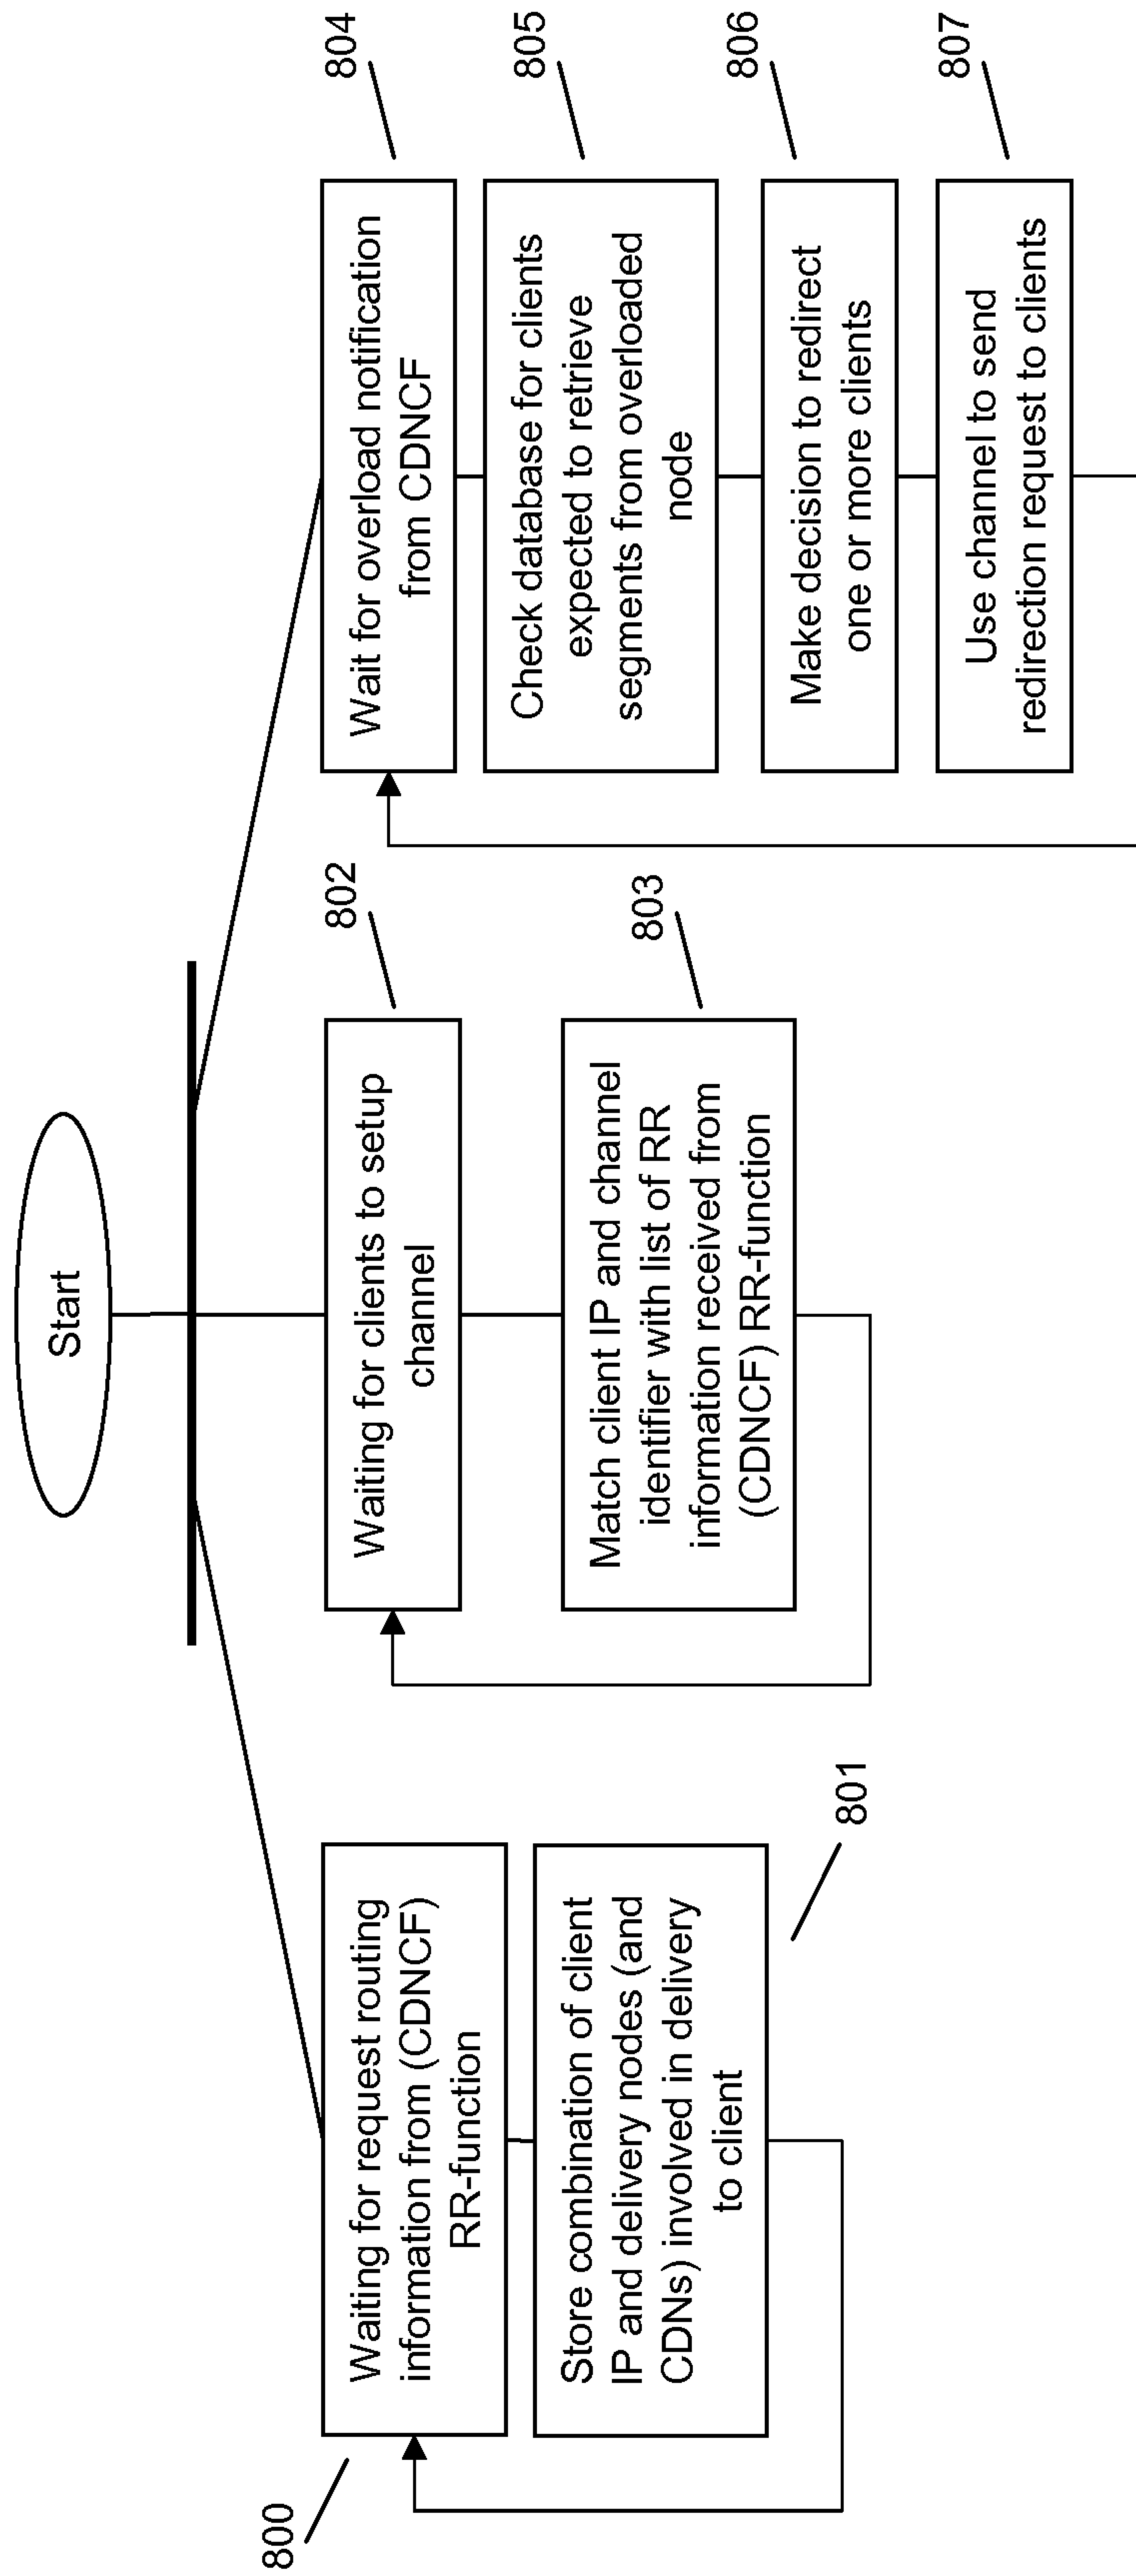 Start
800
Waiting for request routing
information from (CDNCF)
RR-function
Store combination of client
IP and delivery nodes (and
CDNs) involved in delivery
to client
801
802
Waiting for clients to setup
channel
803
Match client IP and channel
identifier with list of RR
information received from
(CDNCF) RR-function
804
Wait for overload notification
from CDNCF
805
Check database for clients
expected to retrieve
segments from overloaded
node
806
Make decision to redirect
one or more clients
807
Use channel to send
redirection request to clients